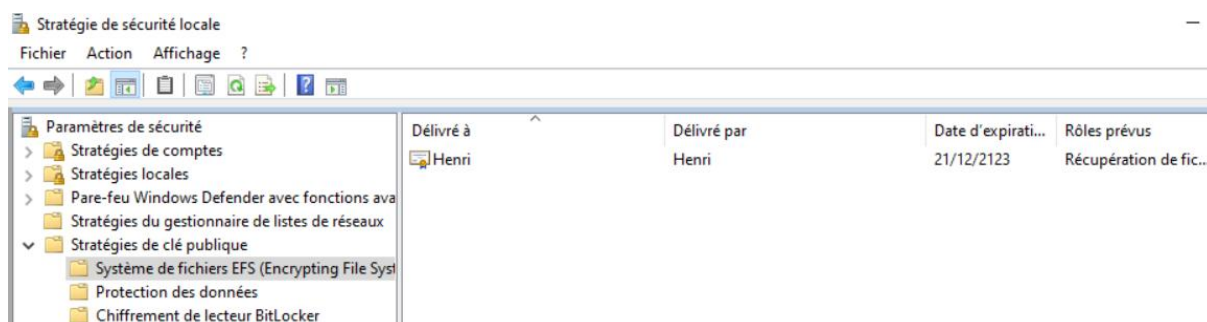 Stratégie de sécurité locale
Fichier Action Affichage ?
Paramètres de sécurité
Stratégies de comptes
Stratégies locales
Pare-feu Windows Defender avec fonctions ava
Stratégies du gestionnaire de listes de réseaux
Stratégies de clé publique
Système de fichiers EFS (Encrypting File Syst
Protection des données
Chiffrement de lecteur BitLocker
Délivré à Délivré par Date d'expirati... Rôles prévus
Henri Henri 21/12/2123 Récupération de fic...